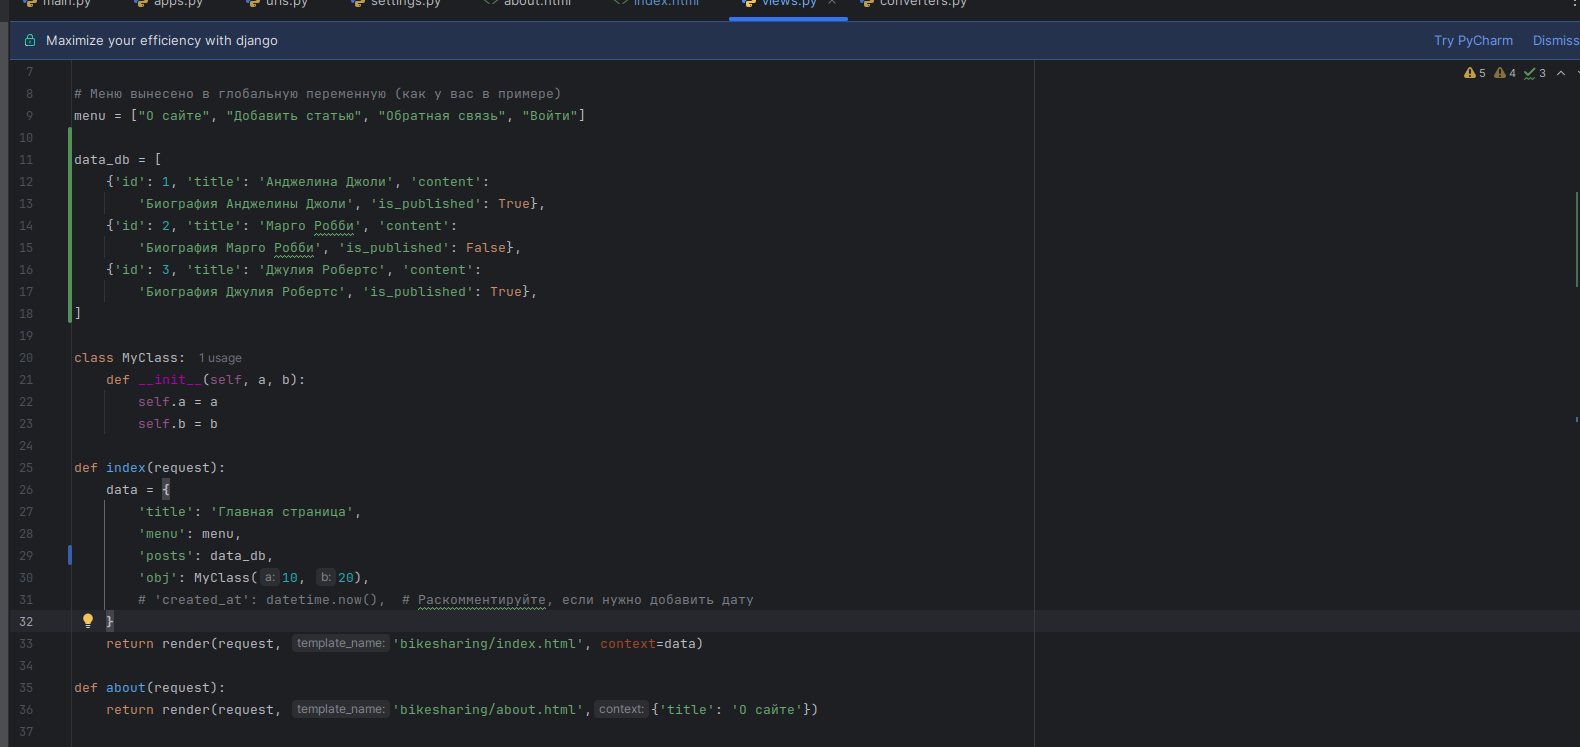 main.py apps.py urls.py settings.py about.html index.html views.py converters.py
Maximize your efficiency with django Try PyCharm Dismiss
7 5 4 3
8 # Меню вынесено в глобальную переменную (как у вас в примере)
9 menu = ["О сайте", "Добавить статью", "Обратная связь", "Войти"]
10
11 data_db = [
12 {'id': 1, 'title': 'Анджелина Джоли', 'content':
13 'Биография Анджелины Джоли', 'is_published': True},
14 {'id': 2, 'title': 'Марго Робби', 'content':
15 'Биография Марго Робби', 'is_published': False},
16 {'id': 3, 'title': 'Джулия Робертс', 'content':
17 'Биография Джулия Робертс', 'is_published': True},
18 ]
19
20 class MyClass: 1 usage
21 def __init__(self, a, b):
22 self.a = a
23 self.b = b
24
25 def index(request):
26 data = {
27 'title': 'Главная страница',
28 'menu': menu,
29 'posts': data_db,
30 'obj': MyClass( a: 10, b: 20),
31 # 'created_at': datetime.now(), # Раскомментируйте, если нужно добавить дату
32 }
33 return render(request, template_name: 'bikesharing/index.html', context=data)
34
35 def about(request):
36 return render(request, template_name: 'bikesharing/about.html', context: {'title': 'О сайте'})
37